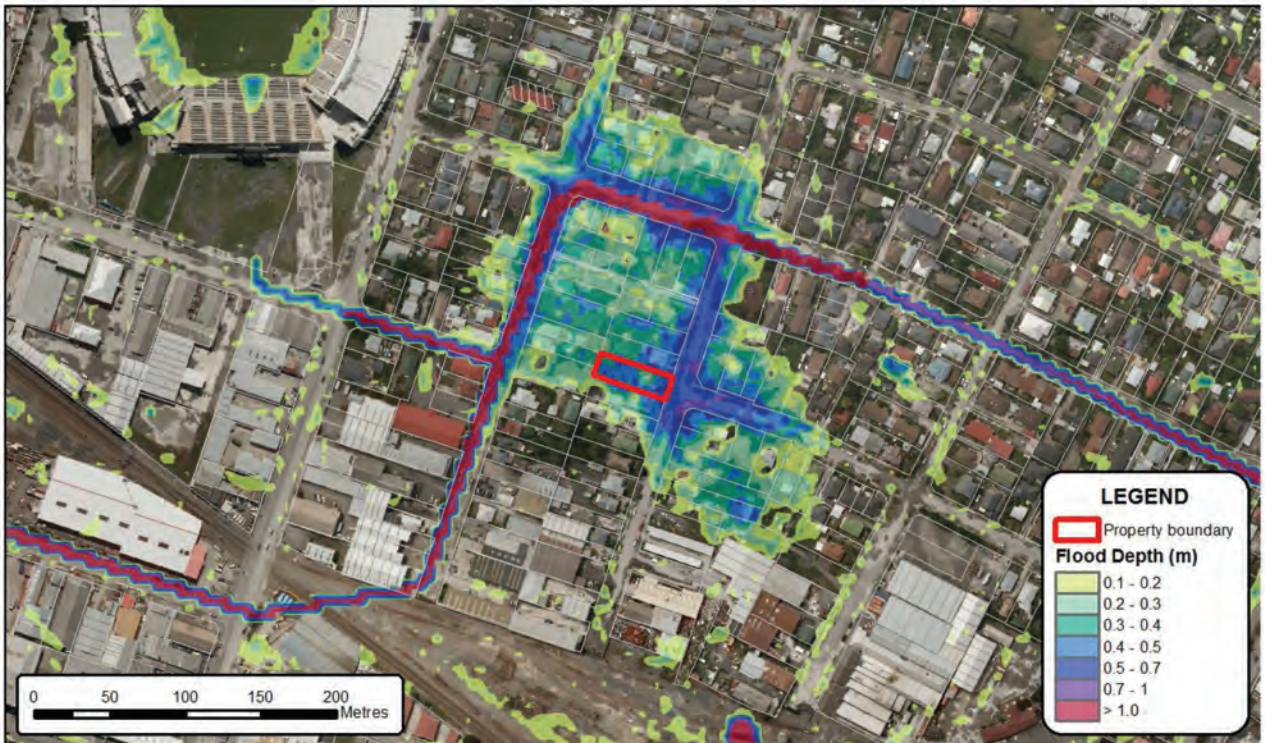 LEGEND
Property boundary
Flood Depth (m)
0.1 - 0.2
0.2 - 0.3
0.3 - 0.4
0.4 - 0.5
0.5 - 0.7
0.7 - 1
> 1.0
0 50 100 150 200
Metres